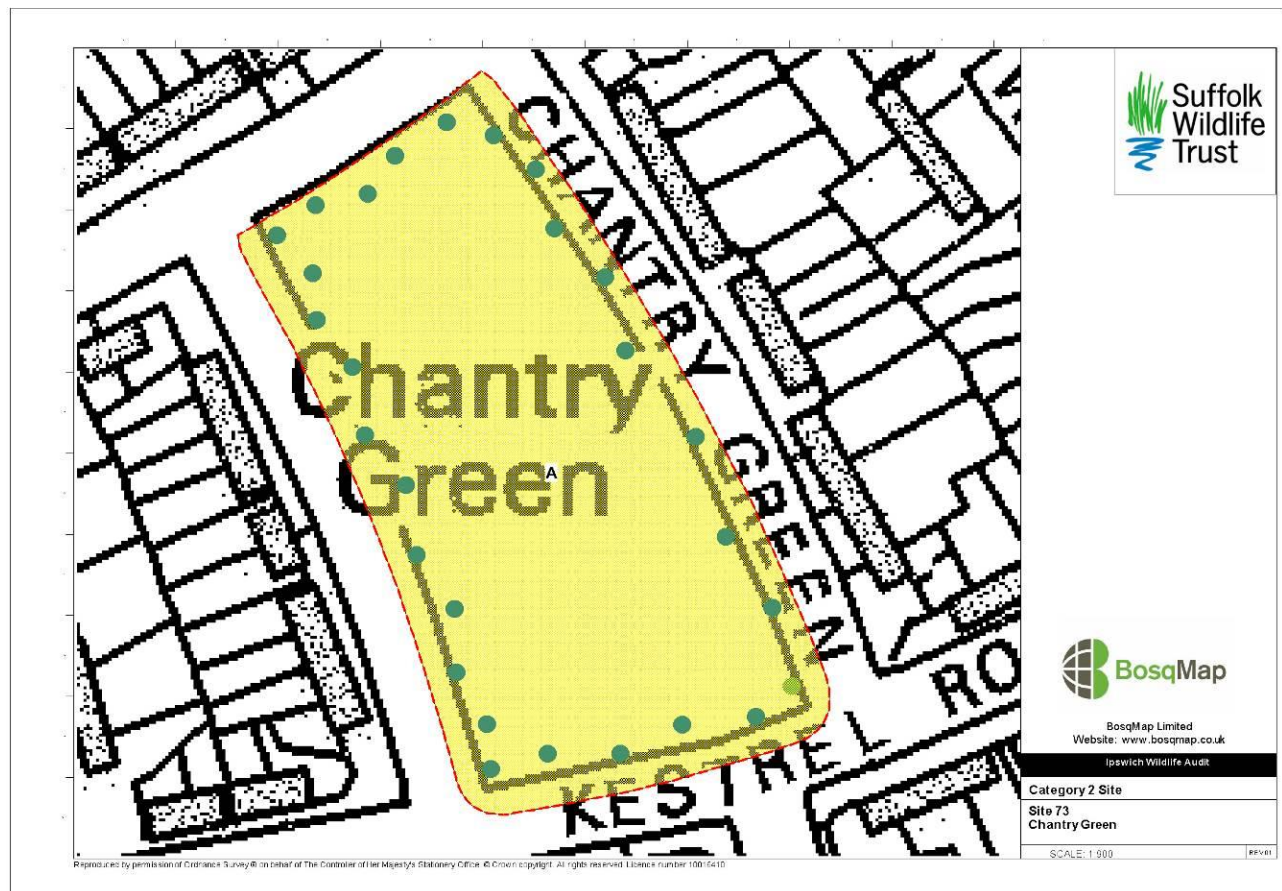 CHANTRY GREEN
Chantry
Green
A
KESTREL RO
Suffolk
Wildlife
Trust
BosqMap
BosqMap Limited
Website: www.bosqmap.co.uk
Ipswich Wildlife Audit
Category 2 Site
Site 73
Chantry Green
SCALE: 1:900
REV01
Reproduced by permission of Ordnance Survey ® on behalf of The Controller of Her Majesty's Stationery Office. © Crown copyright. All rights reserved. Licence number 10016410